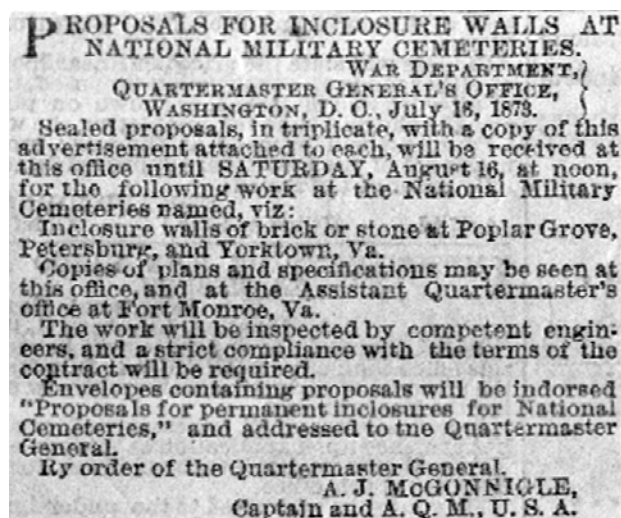 PROPOSALS FOR INCLOSURE WALLS AT
NATIONAL MILITARY CEMETERIES.
WAR DEPARTMENT,
QUARTERMASTER GENERAL'S OFFICE,
WASHINGTON, D. C., July 16, 1873.
Sealed proposals, in triplicate, with a copy of this
advertisement attached to each, will be received at
this office until SATURDAY, August 16, at noon,
for the following work at the National Military
Cemeteries named, viz:
Inclosure walls of brick or stone at Poplar Grove,
Petersburg, and Yorktown, Va.
Copies of plans and specifications may be seen at
this office, and at the Assistant Quartermaster's
office at Fort Monroe, Va.
The work will be inspected by competent engin-
eers, and a strict compliance with the terms of the
contract will be required.
Envelopes containing proposals will be indorsed
"Proposals for permanent inclosures for National
Cemeteries," and addressed to tne Quartermaster
General.
By order of the Quartermaster General.
A. J. McGONNIGLE,
Captain and A. Q. M., U. S. A.